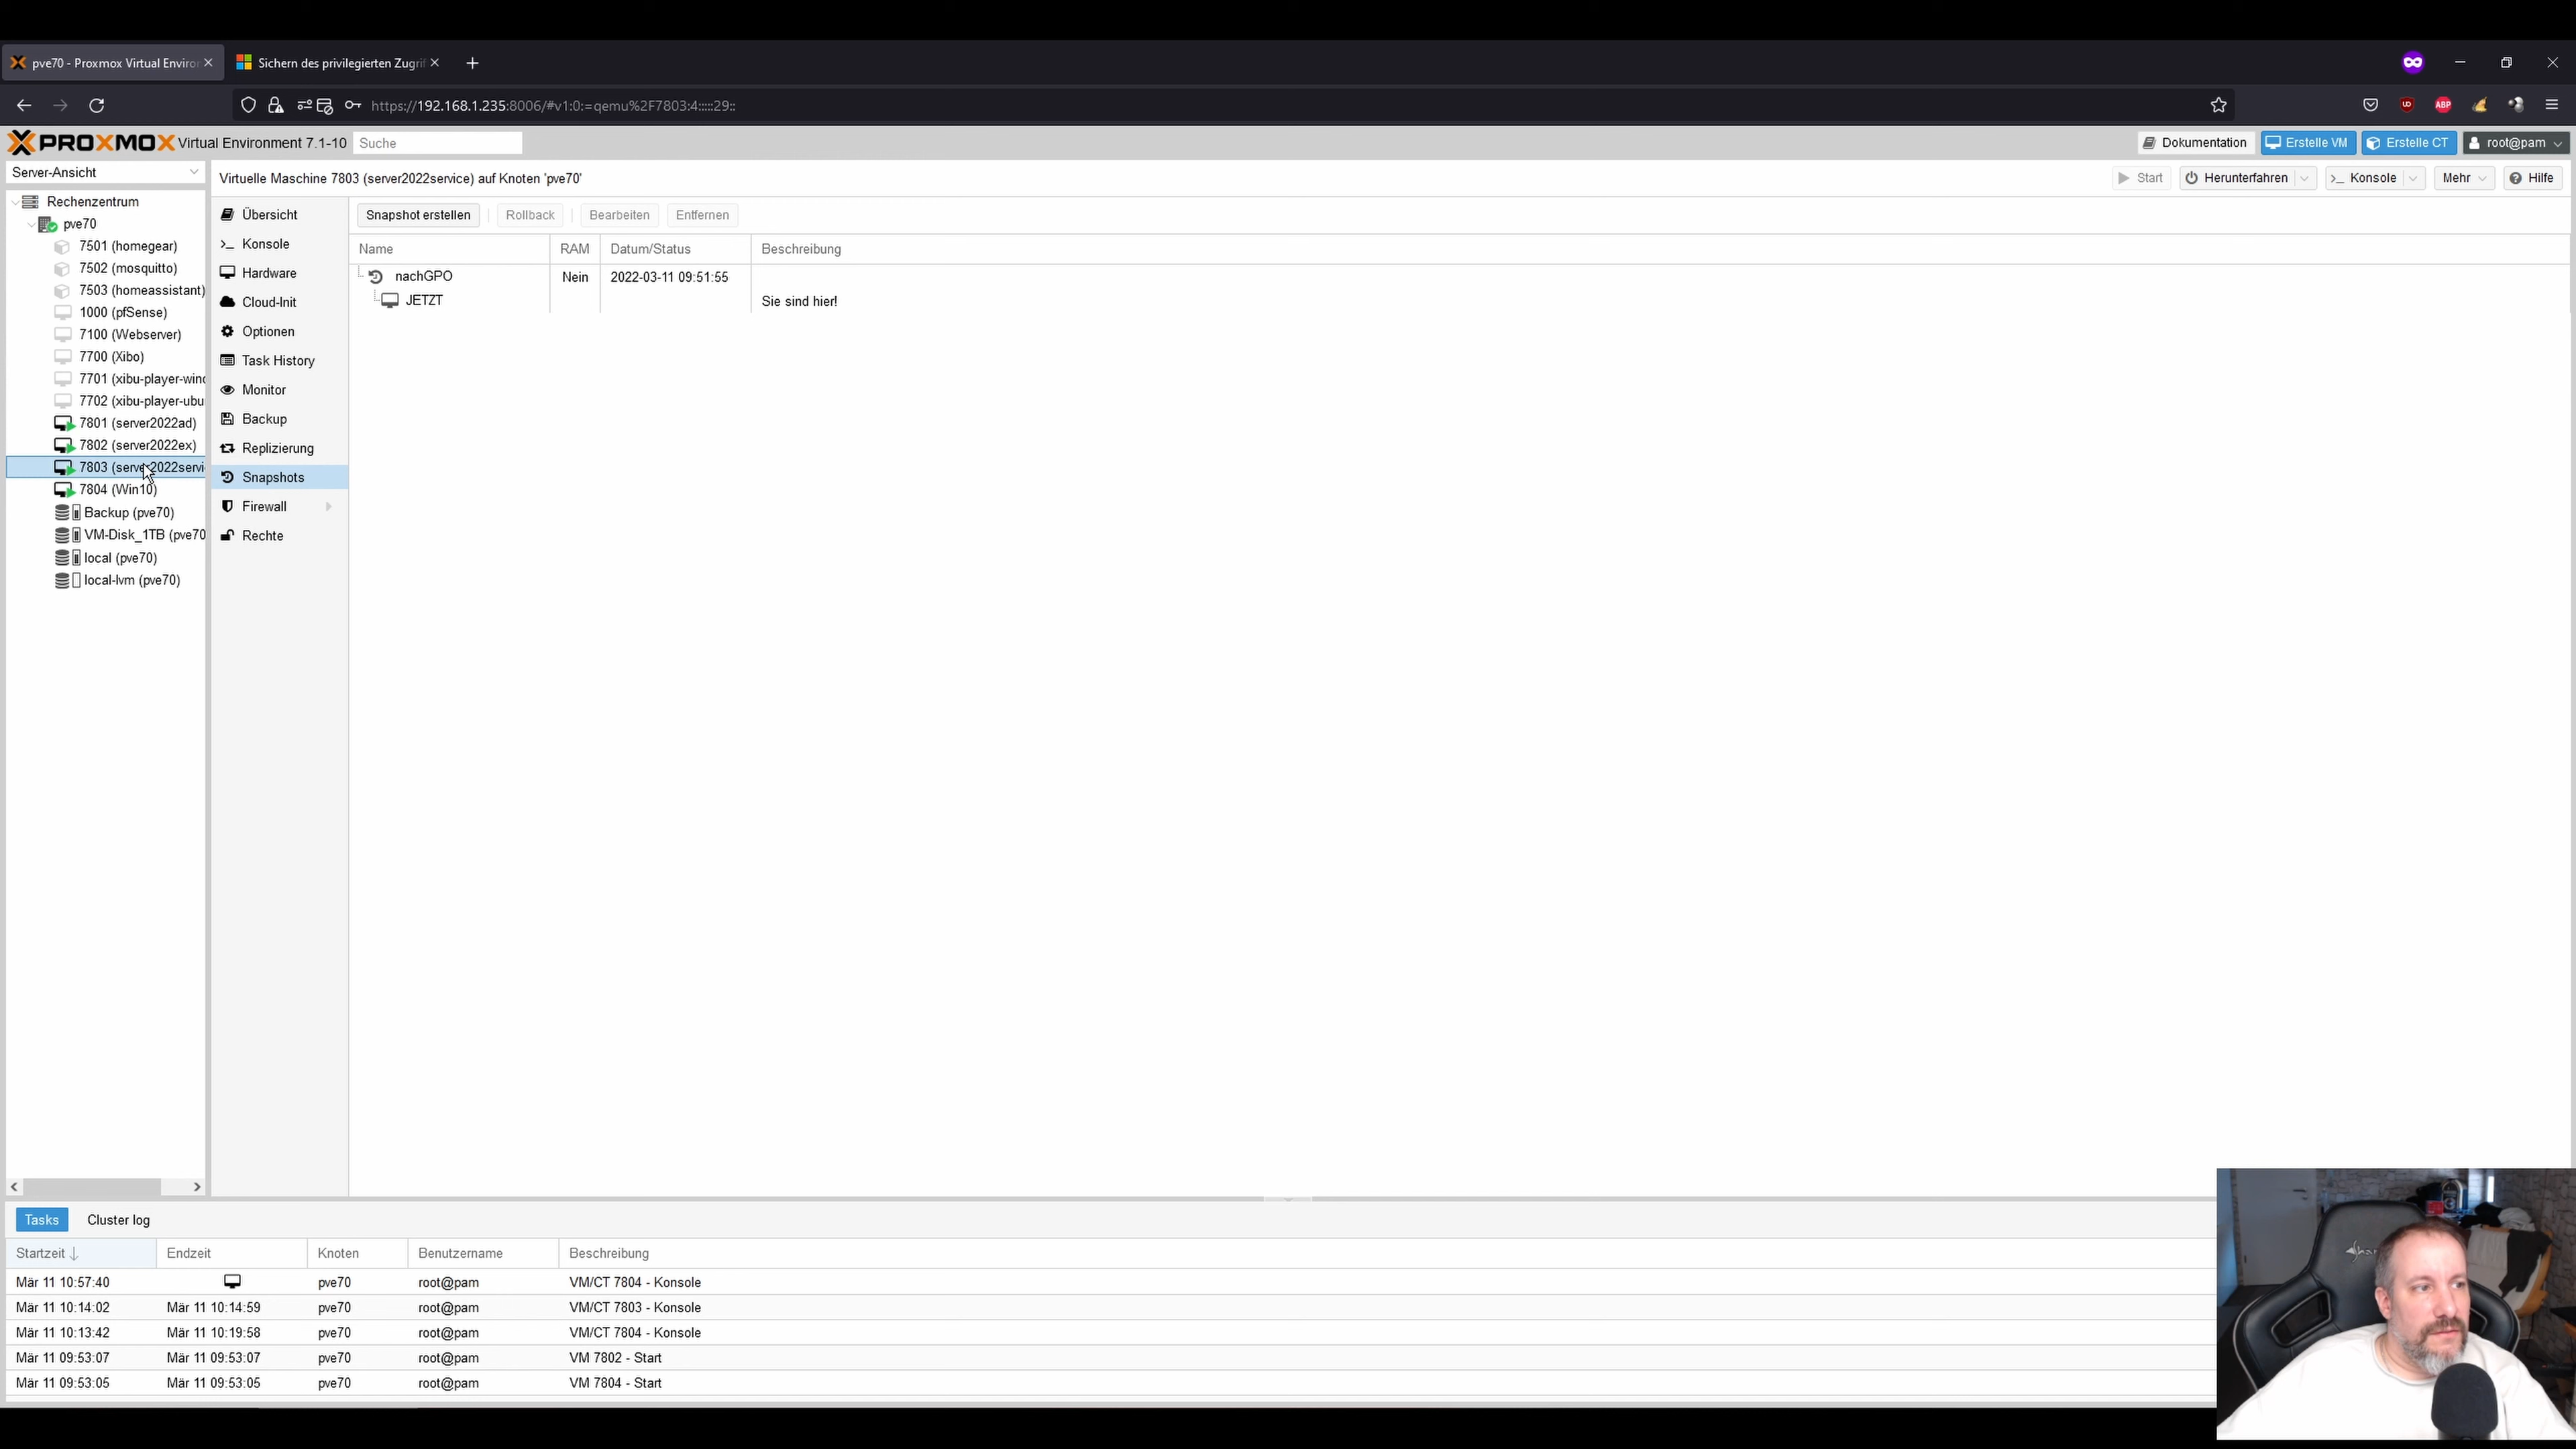 pve70 - Proxmox Virtual Enviro
Sichern des privilegierten Zugrif
https://192.168.1.235:8006/#v1:0:=qemu%2F7803:4:::::29::
PROXMOX Virtual Environment 7.1-10 Suche
Dokumentation Erstelle VM Erstelle CT root@pam
Server-Ansicht
Virtuelle Maschine 7803 (server2022service) auf Knoten 'pve70'
Start Herunterfahren Konsole Mehr Hilfe
Rechenzentrum
pve70
7501 (homegear)
7502 (mosquitto)
7503 (homeassistant)
1000 (pfSense)
7100 (Webserver)
7700 (Xibo)
7701 (xibu-player-wind
7702 (xibu-player-ubu
7801 (server2022ad)
7802 (server2022ex)
7803 (server2022servi
7804 (Win10)
Backup (pve70)
VM-Disk_1TB (pve70
local (pve70)
local-lvm (pve70)
Übersicht
Konsole
Hardware
Cloud-Init
Optionen
Task History
Monitor
Backup
Replizierung
Snapshots
Firewall
Rechte
Snapshot erstellen Rollback Bearbeiten Entfernen
Name RAM Datum/Status Beschreibung
nachGPO Nein 2022-03-11 09:51:55
JETZT Sie sind hier!
Tasks Cluster log
Startzeit Endzeit Knoten Benutzername Beschreibung
Mär 11 10:57:40 pve70 root@pam VM/CT 7804 - Konsole
Mär 11 10:14:02 Mär 11 10:14:59 pve70 root@pam VM/CT 7803 - Konsole
Mär 11 10:13:42 Mär 11 10:19:58 pve70 root@pam VM/CT 7804 - Konsole
Mär 11 09:53:07 Mär 11 09:53:07 pve70 root@pam VM 7802 - Start
Mär 11 09:53:05 Mär 11 09:53:05 pve70 root@pam VM 7804 - Start